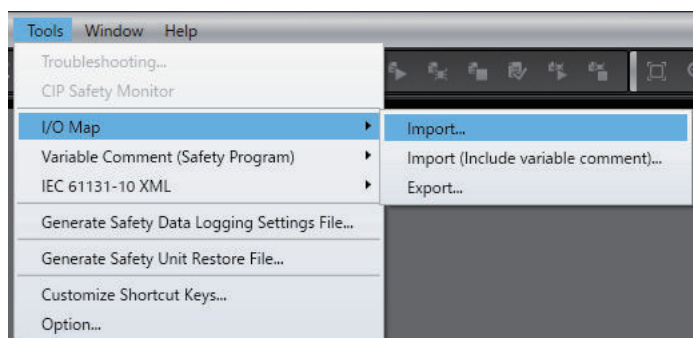 Tools Window Help
Troubleshooting...
CIP Safety Monitor
I/O Map
Import...
Variable Comment (Safety Program)
Import (Include variable comment)...
IEC 61131-10 XML
Export...
Generate Safety Data Logging Settings File...
Generate Safety Unit Restore File...
Customize Shortcut Keys...
Option...